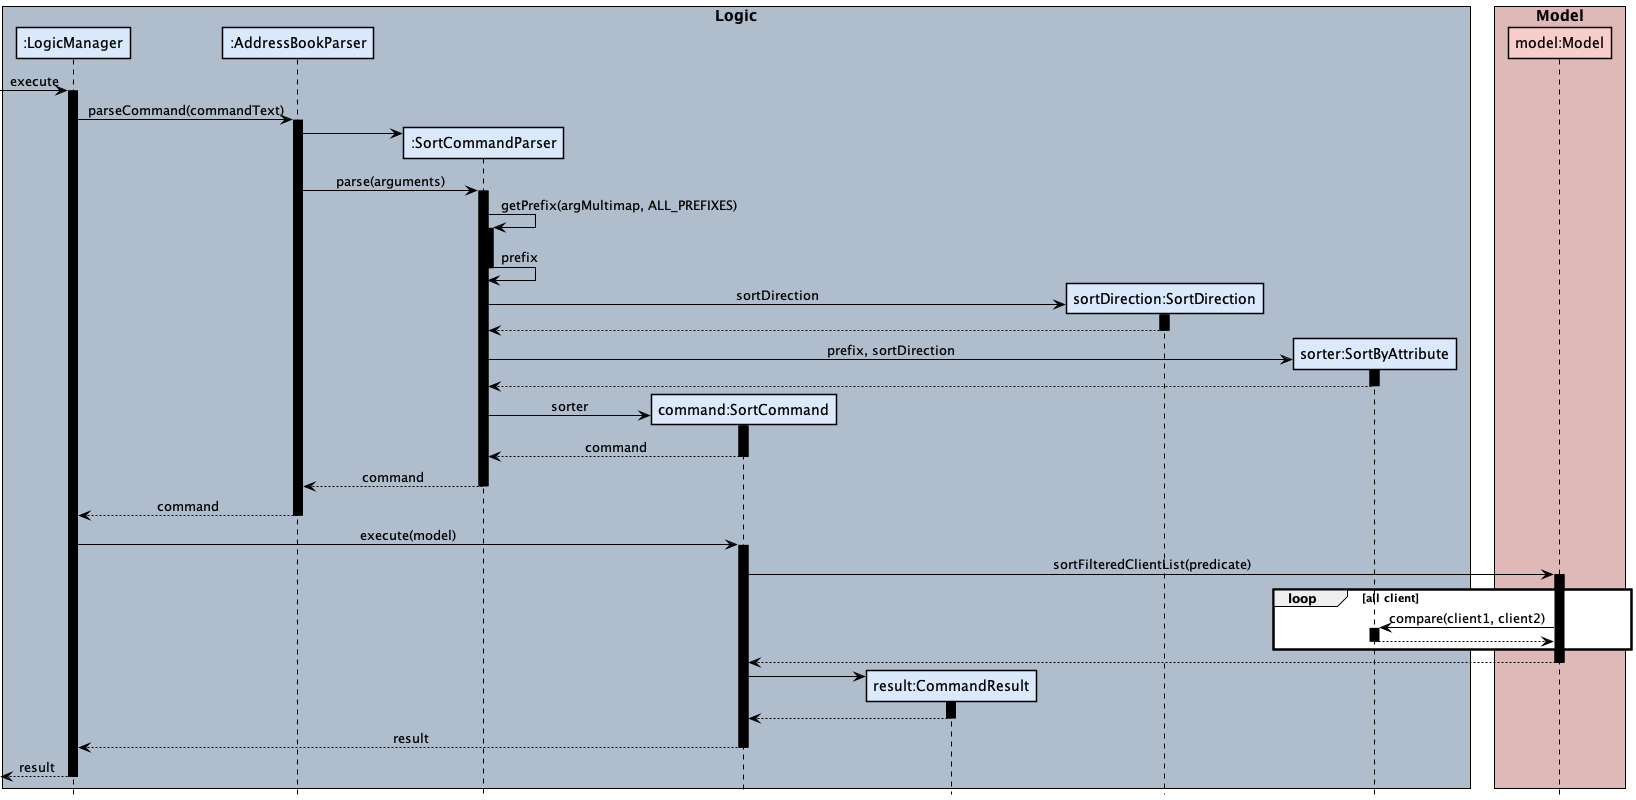 Logic
Model
:LogicManager
:AddressBookParser
model:Model
execute
parseCommand(commandText)
:SortCommandParser
parse(arguments)
getPrefix(argMultimap, ALL_PREFIXES)
prefix
sortDirection
sortDirection:SortDirection
prefix, sortDirection
sorter:SortByAttribute
sorter
command:SortCommand
command
command
command
execute(model)
sortFilteredClientList(predicate)
loop
[all client]
compare(client1, client2)
result:CommandResult
result
result